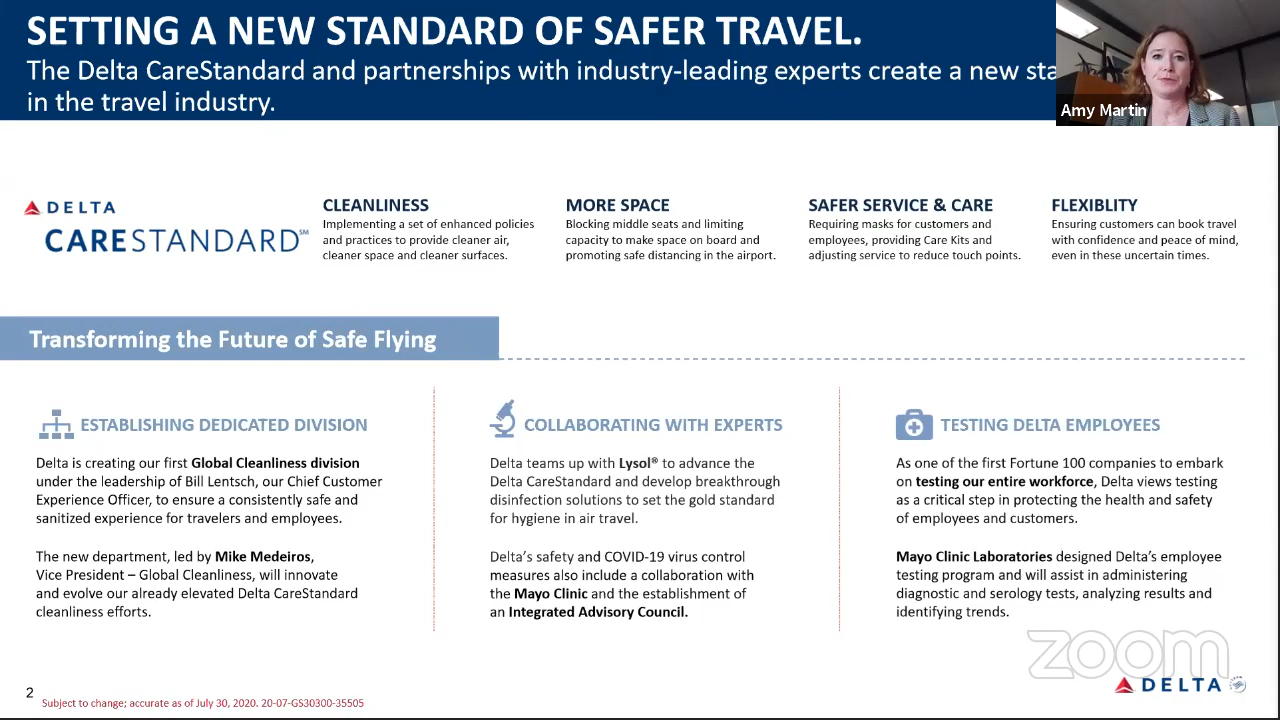 SETTING A NEW STANDARD OF SAFER TRAVEL.
The Delta CareStandard and partnerships with industry-leading experts create a new
in the travel industry.
Amy Martin
DELTA
CARESTANDARD℠
CLEANLINESS
Implementing a set of enhanced policies
and practices to provide cleaner air,
cleaner space and cleaner surfaces.
MORE SPACE
Blocking middle seats and limiting
capacity to make space on board and
promoting safe distancing in the airport.
SAFER SERVICE & CARE
Requiring masks for customers and
employees, providing Care Kits and
adjusting service to reduce touch points.
FLEXIBLITY
Ensuring customers can book travel
with confidence and peace of mind,
even in these uncertain times.
Transforming the Future of Safe Flying
ESTABLISHING DEDICATED DIVISION
Delta is creating our first Global Cleanliness division
under the leadership of Bill Lentsch, our Chief Customer
Experience Officer, to ensure a consistently safe and
sanitized experience for travelers and employees.
The new department, led by Mike Medeiros,
Vice President – Global Cleanliness, will innovate
and evolve our already elevated Delta CareStandard
cleanliness efforts.
COLLABORATING WITH EXPERTS
Delta teams up with Lysol® to advance the
Delta CareStandard and develop breakthrough
disinfection solutions to set the gold standard
for hygiene in air travel.
Delta's safety and COVID-19 virus control
measures also include a collaboration with
the Mayo Clinic and the establishment of
an Integrated Advisory Council.
TESTING DELTA EMPLOYEES
As one of the first Fortune 100 companies to embark
on testing our entire workforce, Delta views testing
as a critical step in protecting the health and safety
of employees and customers.
Mayo Clinic Laboratories designed Delta's employee
testing program and will assist in administering
diagnostic and serology tests, analyzing results and
identifying trends.
zoom
DELTA
2
Subject to change; accurate as of July 30, 2020. 20-07-GS30300-35505